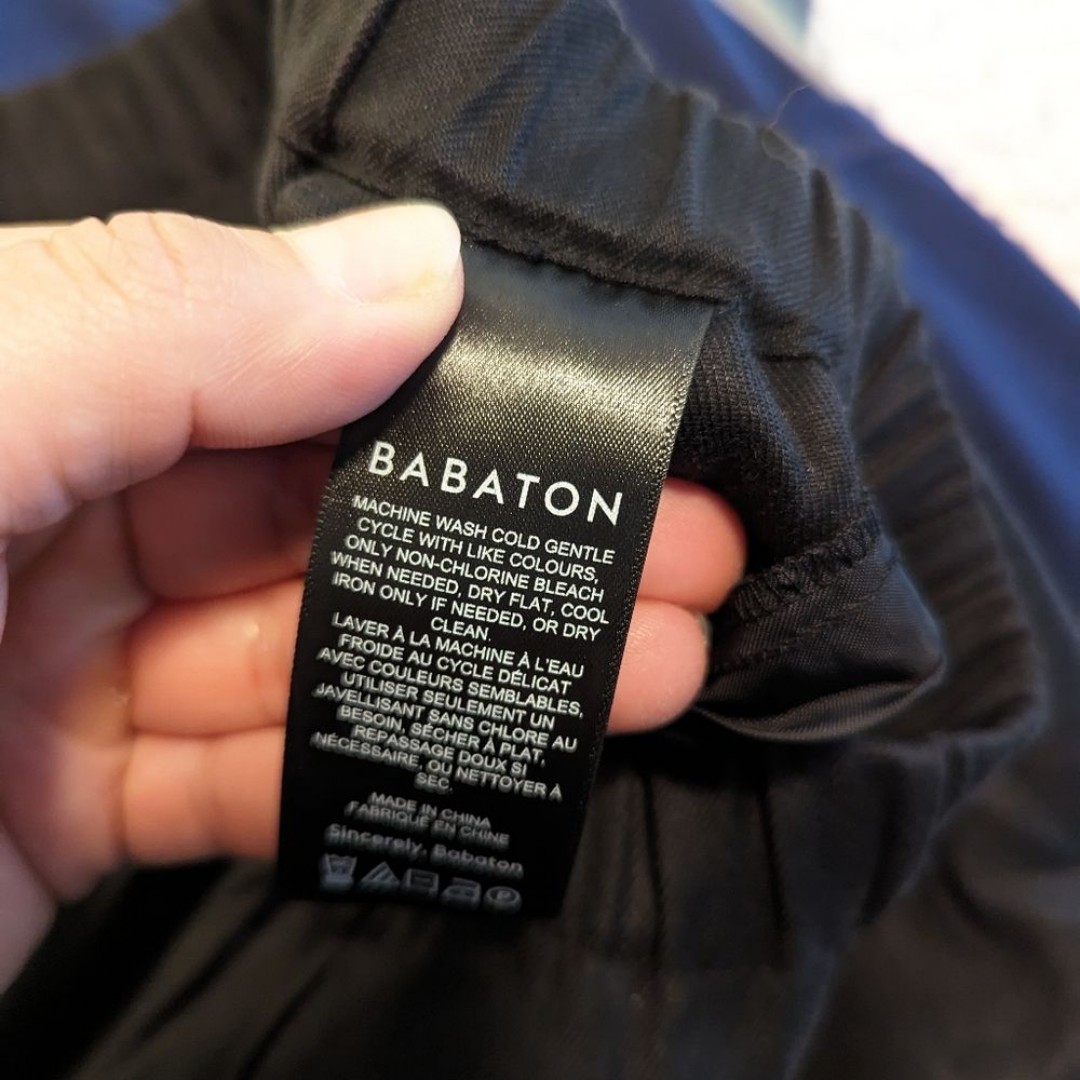 BABATON
MACHINE WASH COLD GENTLE
CYCLE WITH LIKE COLOURS,
ONLY NON-CHLORINE BLEACH
WHEN NEEDED, DRY FLAT, COOL
IRON ONLY IF NEEDED, OR DRY
CLEAN.
LAVER À LA MACHINE À L'EAU
FROIDE AU CYCLE DÉLICAT
AVEC COULEURS SEMBLABLES,
UTILISER SEULEMENT UN
JAVELLISANT SANS CHLORE AU
BESOIN, SÉCHER À PLAT,
REPASSAGE DOUX SI
NÉCESSAIRE, OU NETTOYER À
SEC.
MADE IN CHINA
FABRIQUÉ EN CHINE
Sincerely, Babaton
P